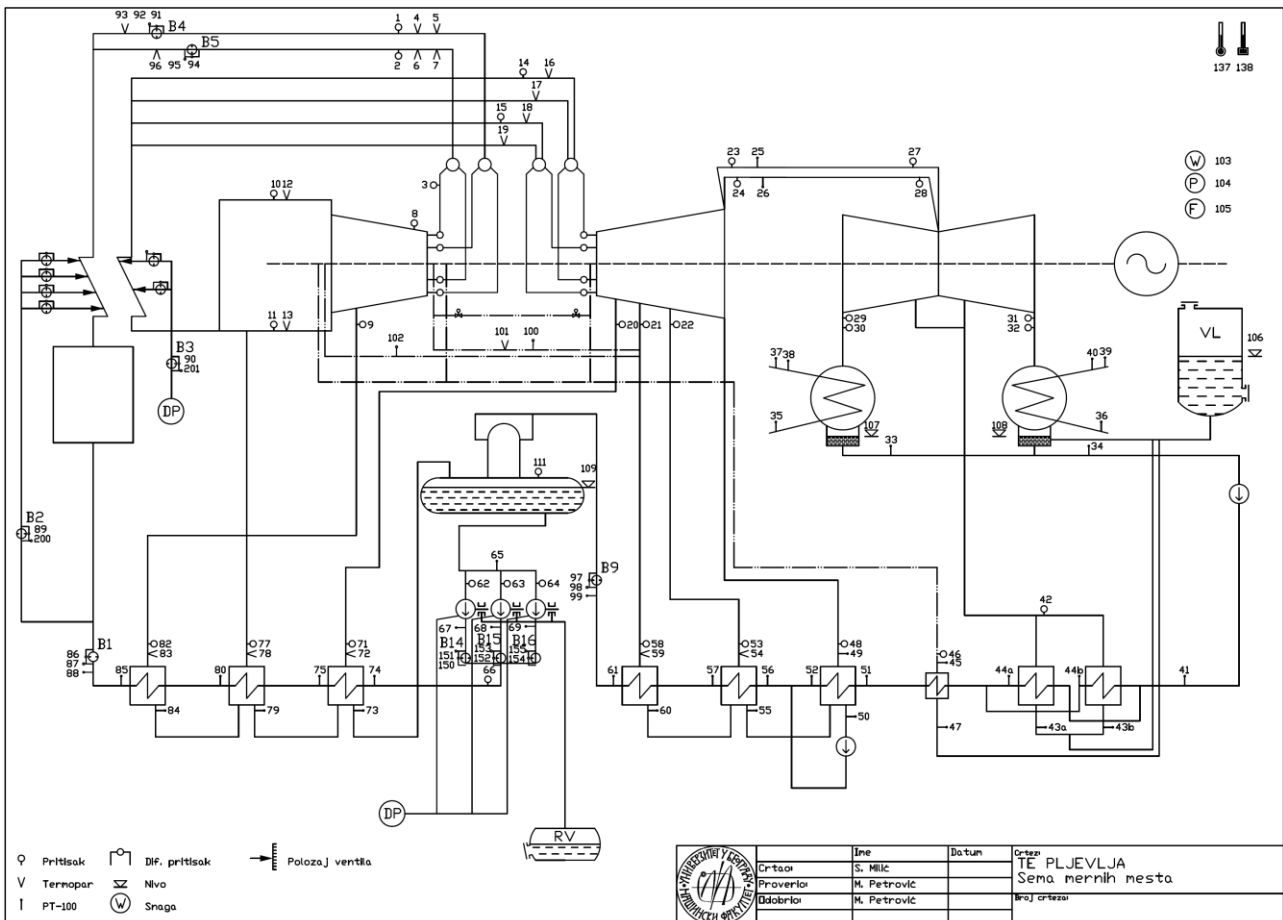 93 92 91
B4
1 4 5
B5
96 95 94
2 6 7
14 16
17
15 18
19
137 138
23 25 27
24 26 28
103
W
104
P
105
F
3
10 12
8
11 13
9
20 21 22
101 100
102
29
30
31
32
VL
106
B3
90
201
DP
37 38
40 39
35
36
107
108
33
34
111
109
B2
89
200
65
62 63 64
97
98
99
B9
67 68 69
B14 B15 B16
151 153 155
150 152 154
66
B1
86
87
88
85
82
83
84
80
77
78
79
75
71
72
74
73
61
58
59
60
57
53
54
56
55
52
48
49
51
50
46
45
47
42
44a
44b
43a
43b
41
DP
RV
Pritisak
Dif. pritisak
Polozaj ventila
V Termopar
Nivo
PT-100
W Snaga
УНИВЕРЗИТЕТ У БЕОГРАДУ
МАШИНСКИ ФАКУЛТЕТ
Ime Datum
Crtao: S. Milić
Proverio: M. Petrović
Odobrio: M. Petrović
Crtez:
TE PLJEVLJA
Sema mernih mesta
Broj crteza: